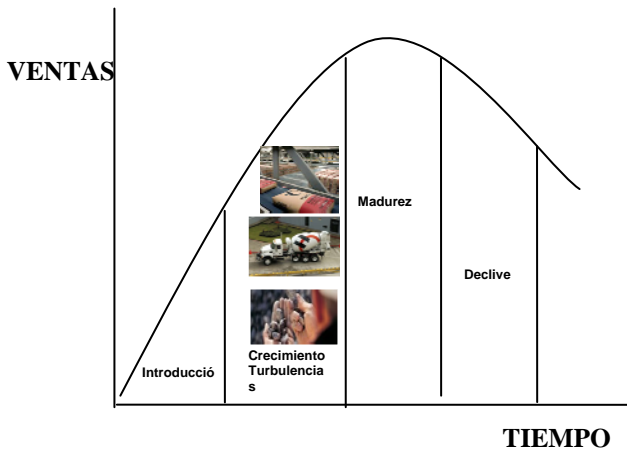 VENTAS
Madurez
Declive
Introducció
Crecimiento
Turbulencia
s
TIEMPO